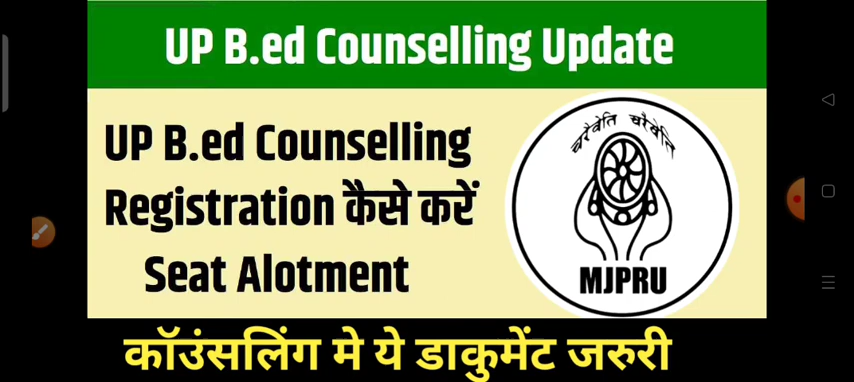 UP B.ed Counselling Update
UP B.ed Counselling
Registration कैसे करें
Seat Alotment
चरैवेति चरैवेति
MJPRU
कॉउंसलिंग मे ये डाकुमेंट जरुरी